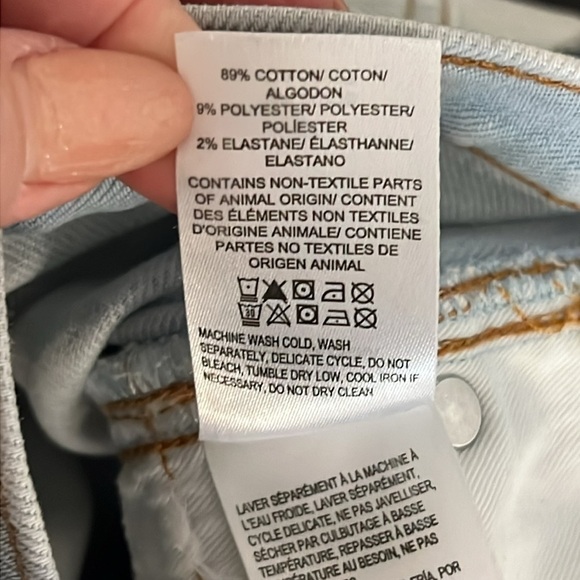 89% COTTON/ COTON/
ALGODON
9% POLYESTER/ POLYESTER/
POLÍESTER
2% ELASTANE/ ÉLASTHANNE/
ELASTANO
CONTAINS NON-TEXTILE PARTS
OF ANIMAL ORIGIN/ CONTIENT
DES ÉLÉMENTS NON TEXTILES
D'ORIGINE ANIMALE/ CONTIENE
PARTES NO TEXTILES DE
ORIGEN ANIMAL
30
MACHINE WASH COLD, WASH
SEPARATELY, DELICATE CYCLE, DO NOT
BLEACH, TUMBLE DRY LOW, COOL IRON IF
NECESSARY, DO NOT DRY CLEAN
LAVER SÉPARÉMENT À LA MACHINE À
L'EAU FROIDE, LAVER SÉPARÉMENT,
CYCLE DELICATE, NE PAS JAVELLISER,
SÉCHER PAR CULBUTAGE À BASSE
TEMPÉRATURE, REPASSER À BASSE
TEMPÉRATURE AU BESOIN, NE PAS
POR